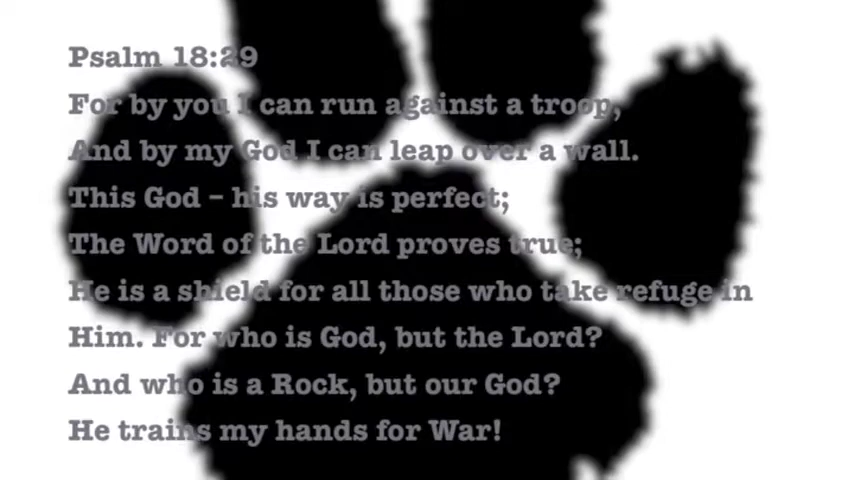 Psalm 18:29
For by you I can run against a troop,
And by my God I can leap over a wall.
This God – his way is perfect;
The Word of the Lord proves true;
He is a shield for all those who take refuge in
Him. For who is God, but the Lord?
And who is a Rock, but our God?
He trains my hands for War!